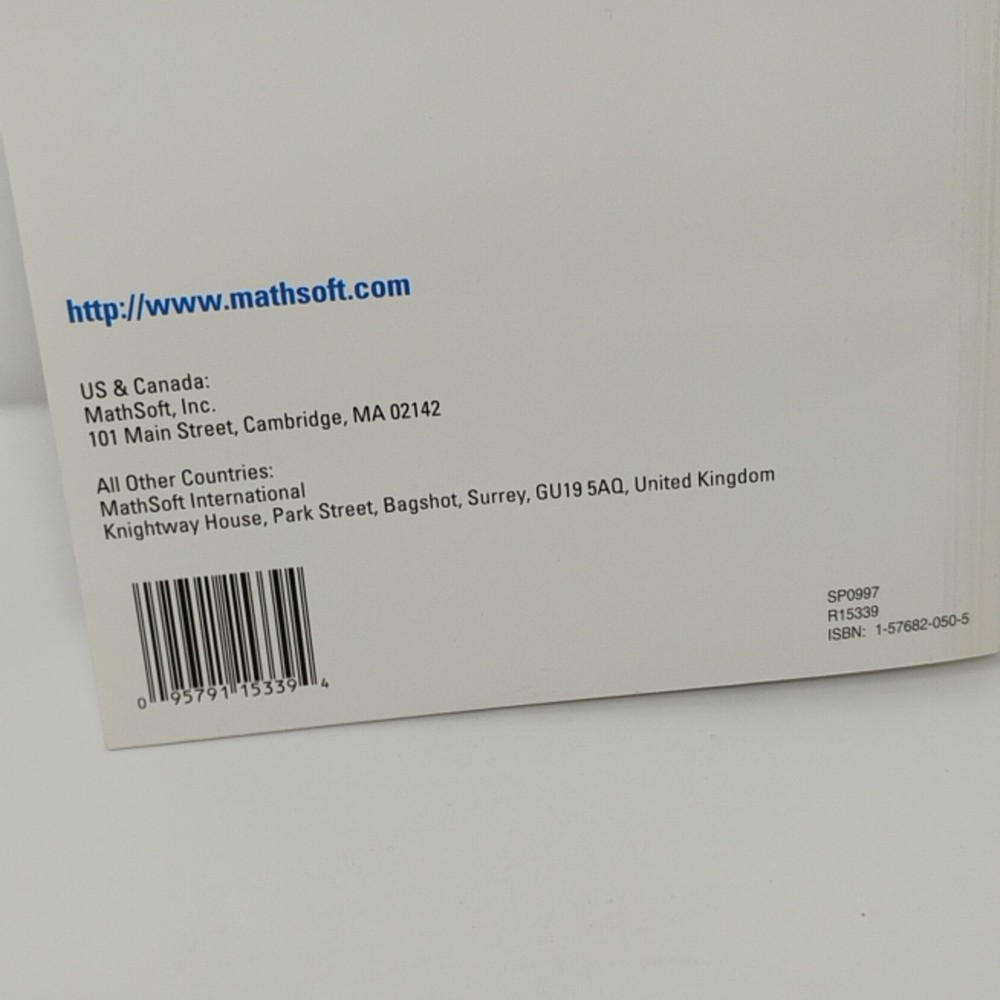 http://www.mathsoft.com
US & Canada:
MathSoft, Inc.
101 Main Street, Cambridge, MA 02142
All Other Countries:
MathSoft International
Knightway House, Park Street, Bagshot, Surrey, GU19 5AQ, United Kingdom
0 95791 15339 4
SP0997
R15339
ISBN: 1-57682-050-5